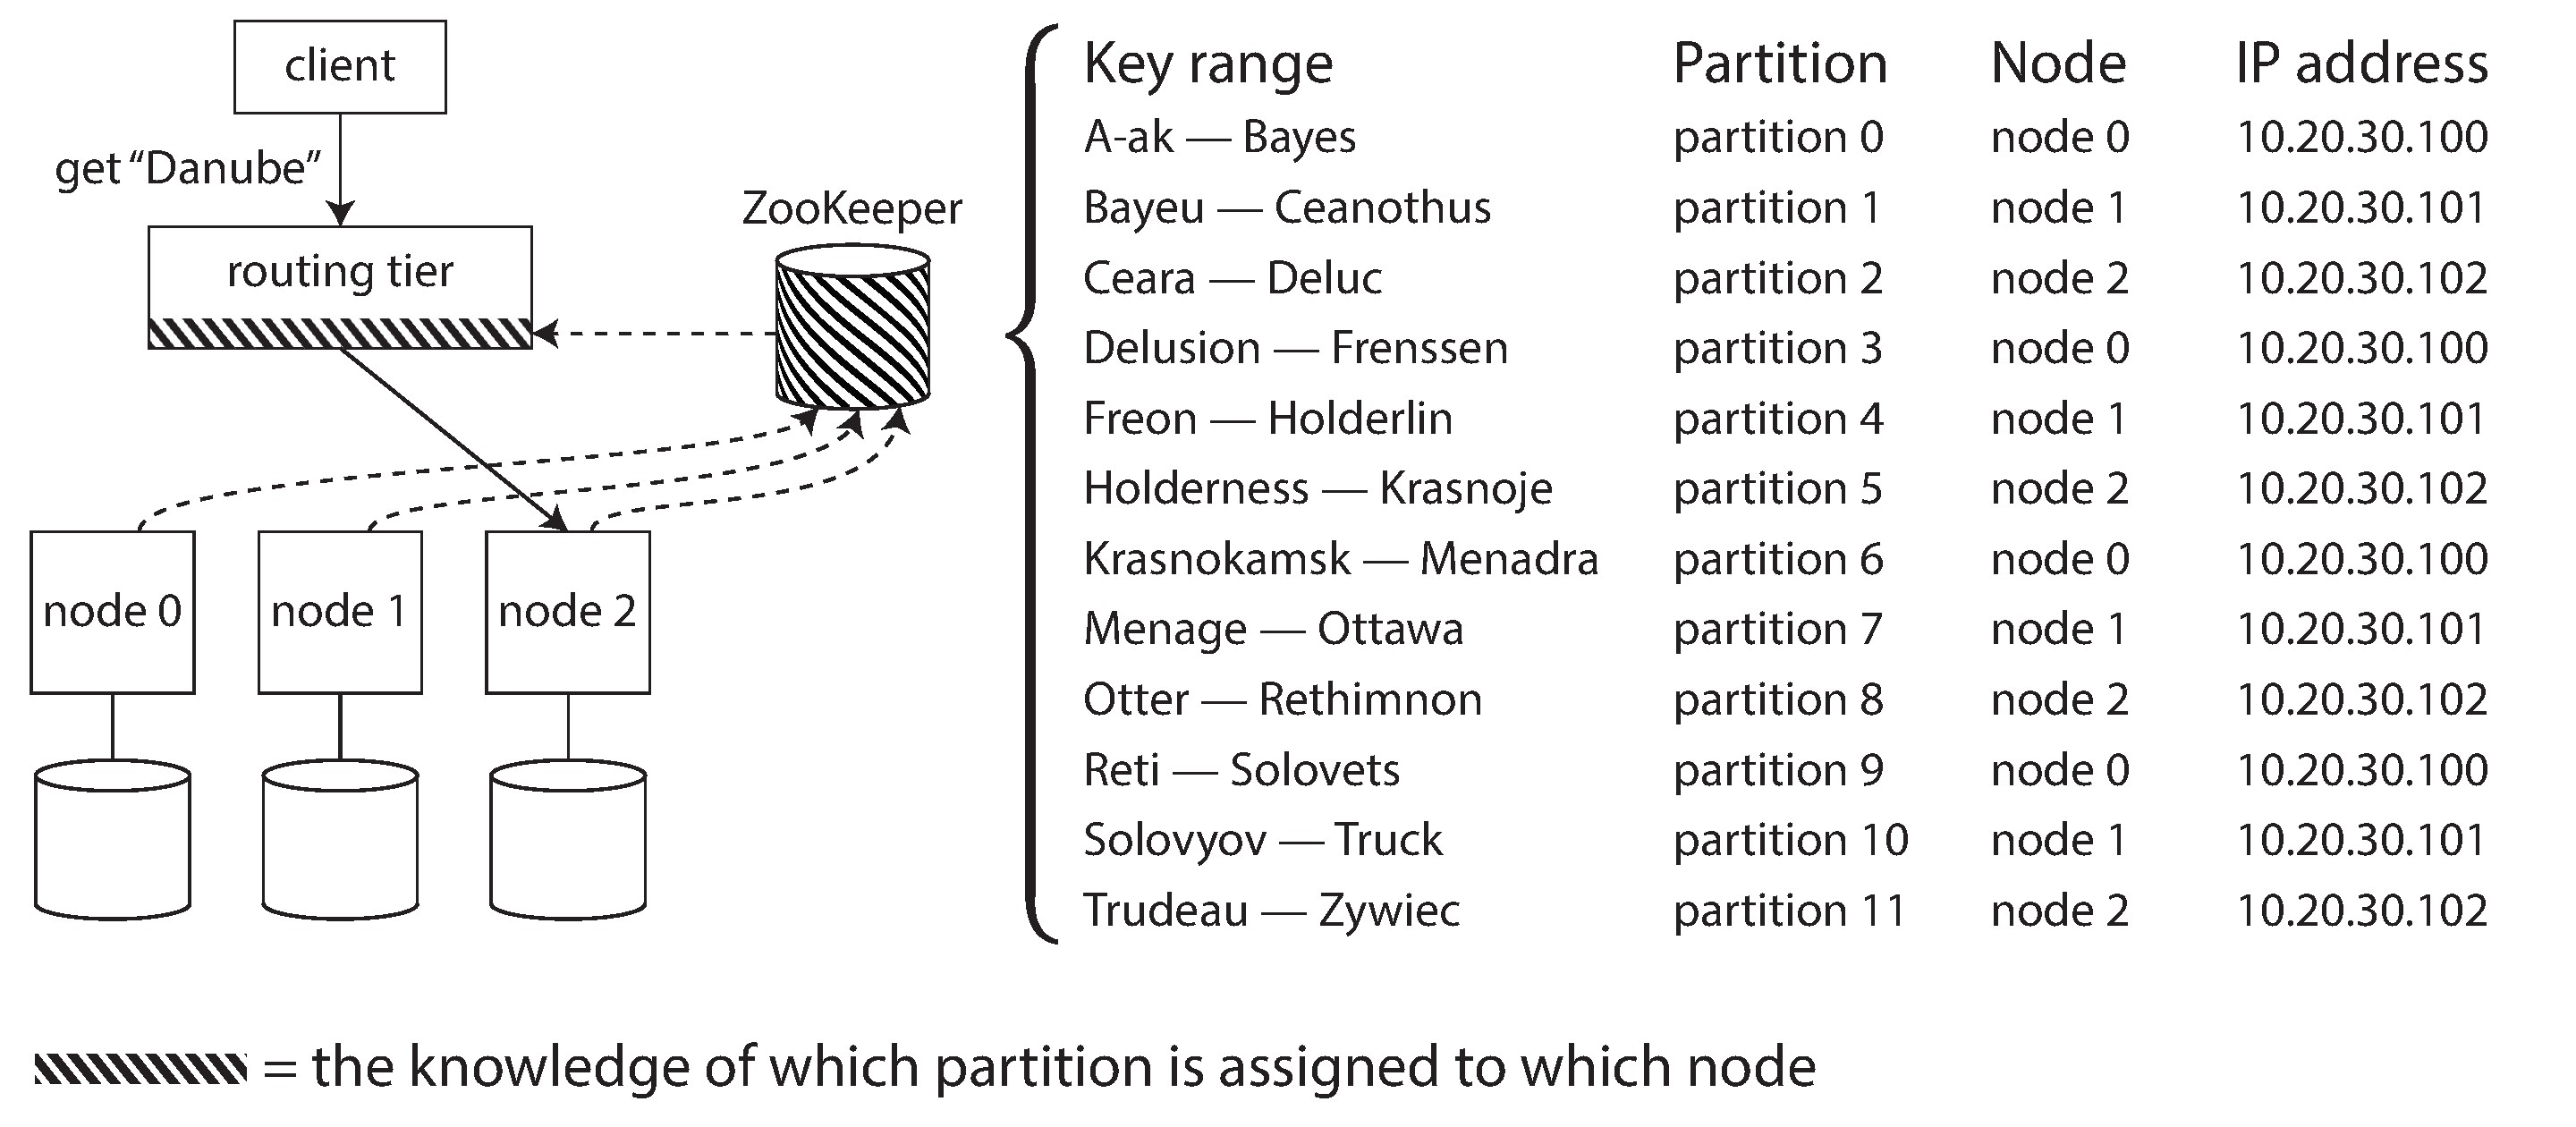 client
get “Danube”
routing tier
ZooKeeper
node 0
node 1
node 2
Key range Partition Node IP address
A-ak — Bayes partition 0 node 0 10.20.30.100
Bayeu — Ceanothus partition 1 node 1 10.20.30.101
Ceara — Deluc partition 2 node 2 10.20.30.102
Delusion — Frenssen partition 3 node 0 10.20.30.100
Freon — Holderlin partition 4 node 1 10.20.30.101
Holderness — Krasnoje partition 5 node 2 10.20.30.102
Krasnokamsk — Menadra partition 6 node 0 10.20.30.100
Menage — Ottawa partition 7 node 1 10.20.30.101
Otter — Rethimnon partition 8 node 2 10.20.30.102
Reti — Solovets partition 9 node 0 10.20.30.100
Solovyov — Truck partition 10 node 1 10.20.30.101
Trudeau — Zywiec partition 11 node 2 10.20.30.102
= the knowledge of which partition is assigned to which node